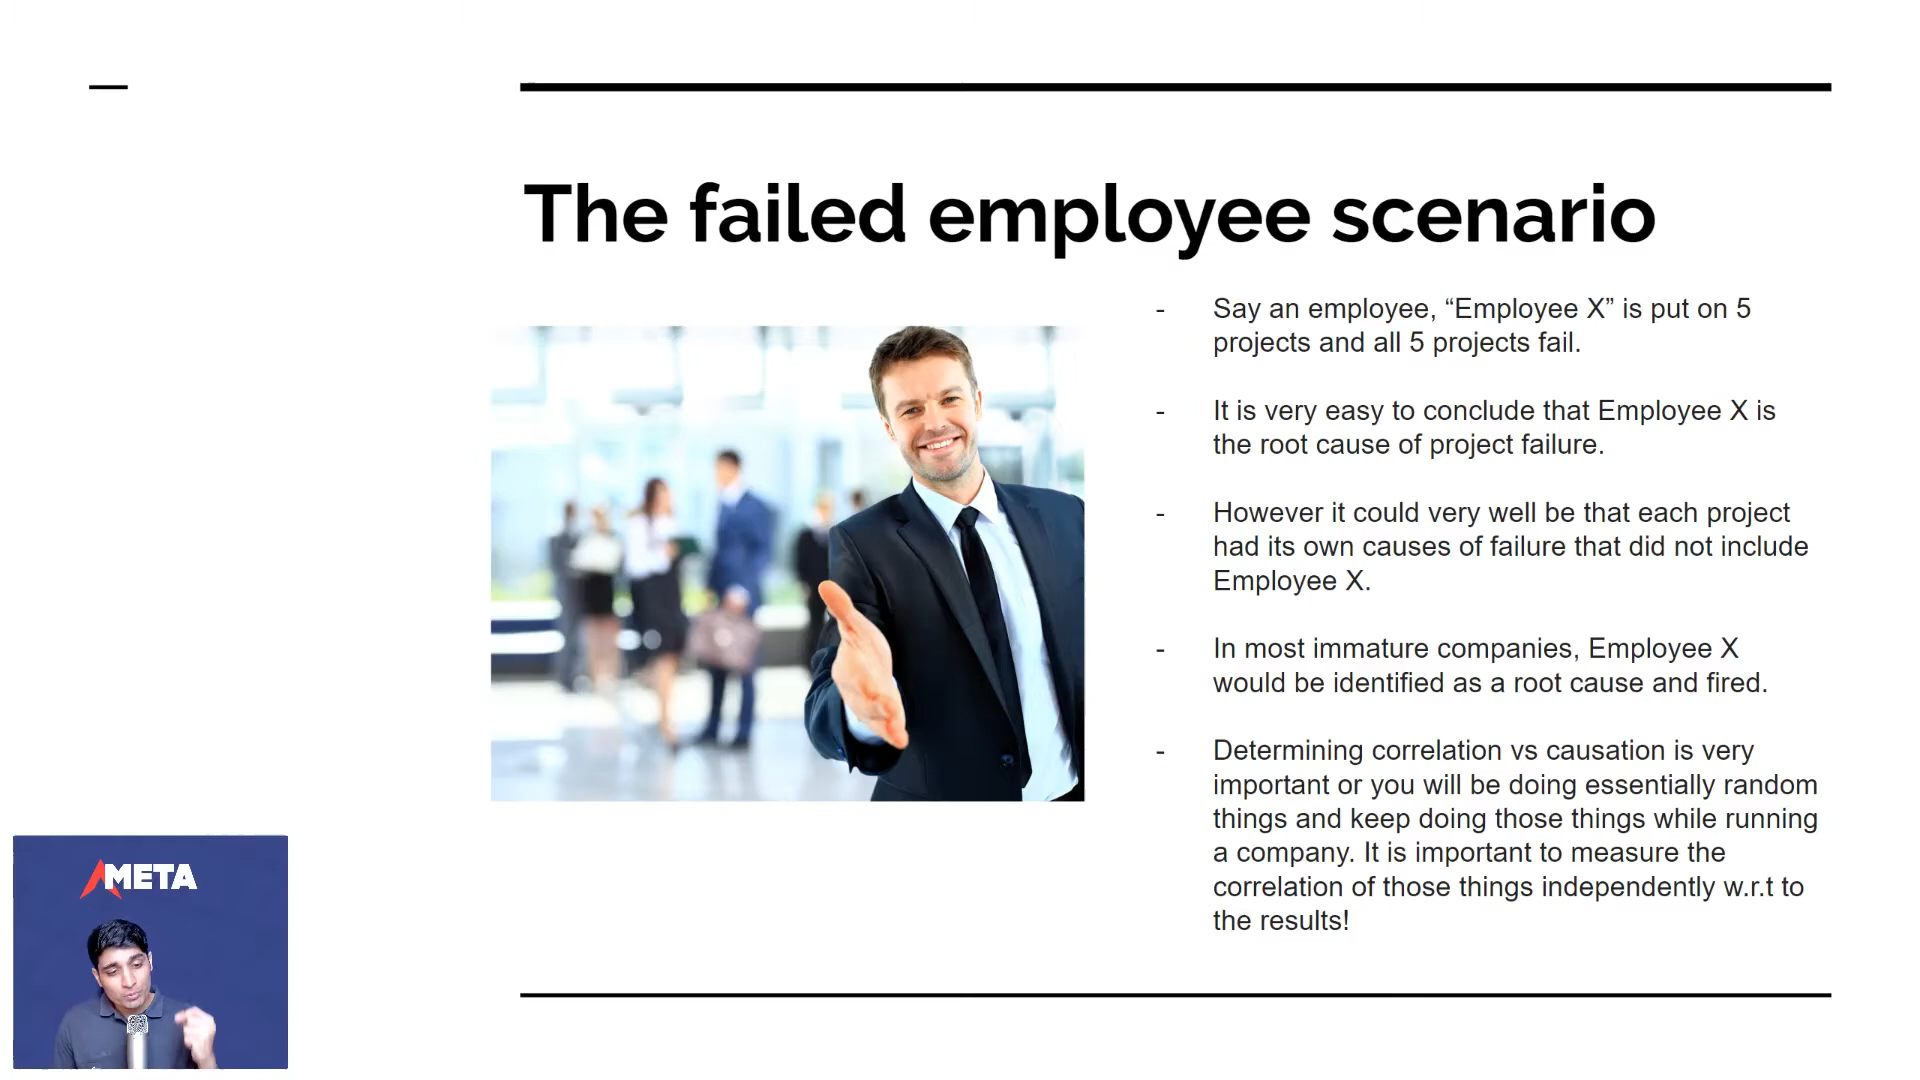 The failed employee scenario
- Say an employee, “Employee X” is put on 5
projects and all 5 projects fail.
- It is very easy to conclude that Employee X is
the root cause of project failure.
- However it could very well be that each project
had its own causes of failure that did not include
Employee X.
- In most immature companies, Employee X
would be identified as a root cause and fired.
- Determining correlation vs causation is very
important or you will be doing essentially random
things and keep doing those things while running
a company. It is important to measure the
correlation of those things independently w.r.t to
the results!
META